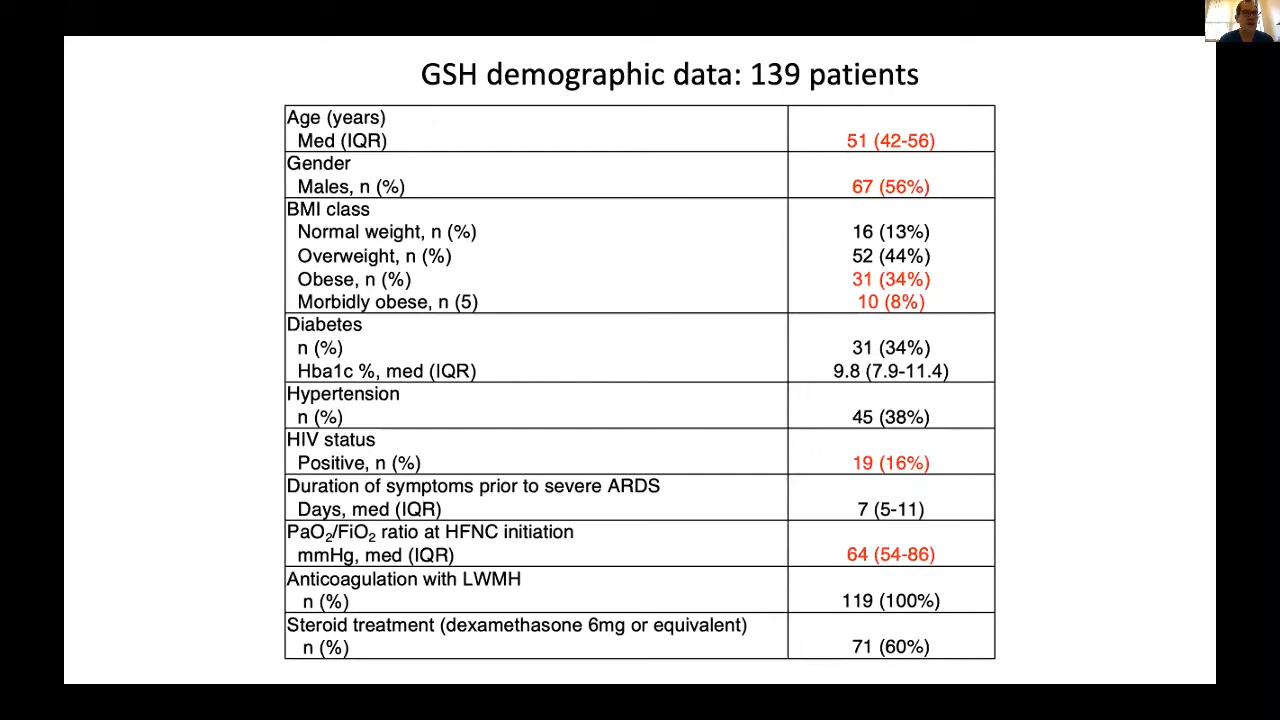 GSH demographic data: 139 patients
Age (years)
Med (IQR) 51 (42-56)
Gender
Males, n (%) 67 (56%)
BMI class
Normal weight, n (%) 16 (13%)
Overweight, n (%) 52 (44%)
Obese, n (%) 31 (34%)
Morbidly obese, n (5) 10 (8%)
Diabetes
n (%) 31 (34%)
Hba1c %, med (IQR) 9.8 (7.9-11.4)
Hypertension
n (%) 45 (38%)
HIV status
Positive, n (%) 19 (16%)
Duration of symptoms prior to severe ARDS
Days, med (IQR) 7 (5-11)
PaO₂/FiO₂ ratio at HFNC initiation
mmHg, med (IQR) 64 (54-86)
Anticoagulation with LWMH
n (%) 119 (100%)
Steroid treatment (dexamethasone 6mg or equivalent)
n (%) 71 (60%)